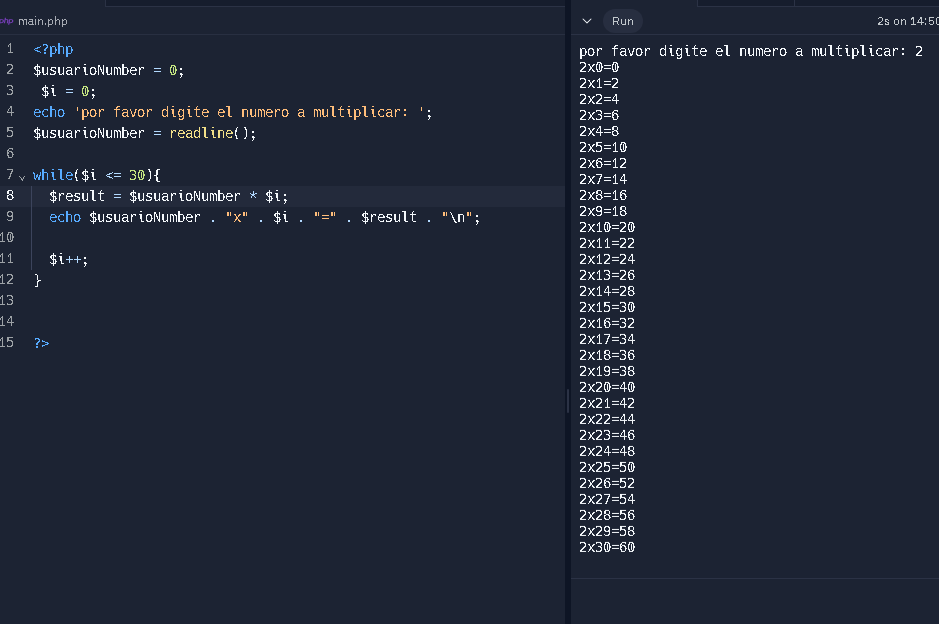 php main.php
1 <?php
2 $usuarioNumber = 0;
3 $i = 0;
4 echo 'por favor digite el numero a multiplicar: ';
5 $usuarioNumber = readline();
6
7 while($i <= 30){
8 $result = $usuarioNumber * $i;
9 echo $usuarioNumber . "x" . $i . "=" . $result . "\n";
10
11 $i++;
12 }
13
14
15 ?>
Run 2s on 14:50
por favor digite el numero a multiplicar: 2
2x0=0
2x1=2
2x2=4
2x3=6
2x4=8
2x5=10
2x6=12
2x7=14
2x8=16
2x9=18
2x10=20
2x11=22
2x12=24
2x13=26
2x14=28
2x15=30
2x16=32
2x17=34
2x18=36
2x19=38
2x20=40
2x21=42
2x22=44
2x23=46
2x24=48
2x25=50
2x26=52
2x27=54
2x28=56
2x29=58
2x30=60